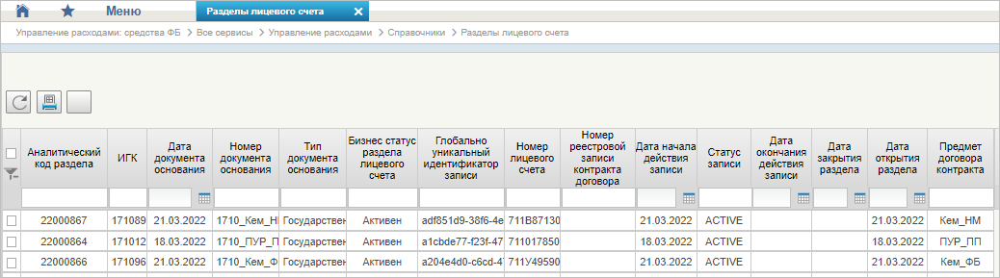 Меню
Разделы лицевого счета
Управление расходами: средства ФБ > Все сервисы > Управление расходами > Справочники > Разделы лицевого счета
Аналитический код раздела
ИГК
Дата документа основания
Номер документа основания
Тип документа основания
Бизнес статус раздела лицевого счета
Глобально уникальный идентификатор записи
Номер лицевого счета
Номер реестровой записи контракта договора
Дата начала действия записи
Статус записи
Дата окончания действия записи
Дата закрытия раздела
Дата открытия раздела
Предмет договора контракта
22000867 171089 21.03.2022 1710_Кем_НМ Государствен Активен adf851d9-38f6-4e 711В87130 21.03.2022 ACTIVE 21.03.2022 Кем_НМ
22000864 171012 18.03.2022 1710_ПУР_П Государствен Активен a1cbde77-f23f-47 711017850 18.03.2022 ACTIVE 18.03.2022 ПУР_ПП
22000866 171096 21.03.2022 1710_Кем_Ф Государствен Активен a204e4d0-c6cd-47 711У49590 21.03.2022 ACTIVE 21.03.2022 Кем_ФБ